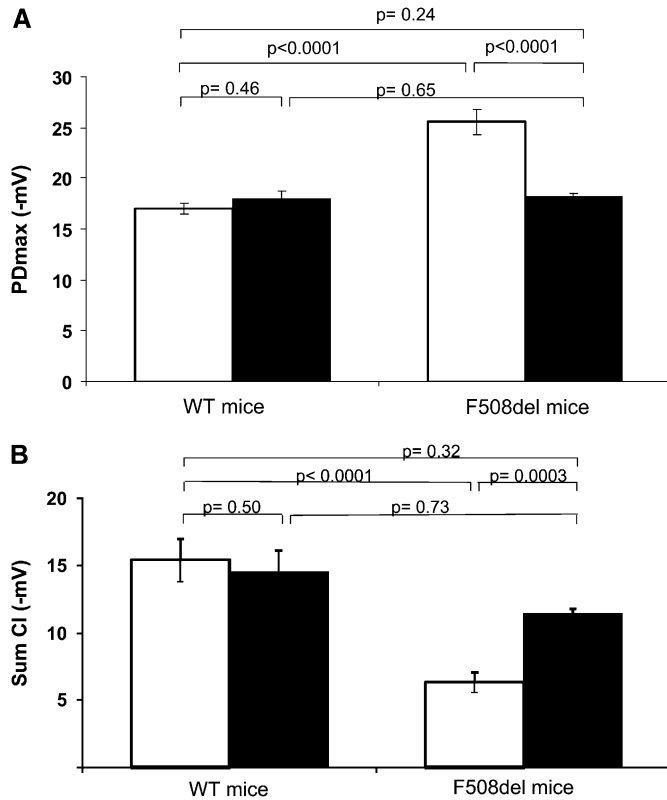 A
p= 0.24
p<0.0001 p<0.0001
p= 0.46 p= 0.65
PDmax (-mV)
30
25
20
15
10
5
0
WT mice F508del mice
B
p= 0.32
p< 0.0001 p= 0.0003
p= 0.50 p= 0.73
Sum Cl (-mV)
20
15
10
5
WT mice F508del mice